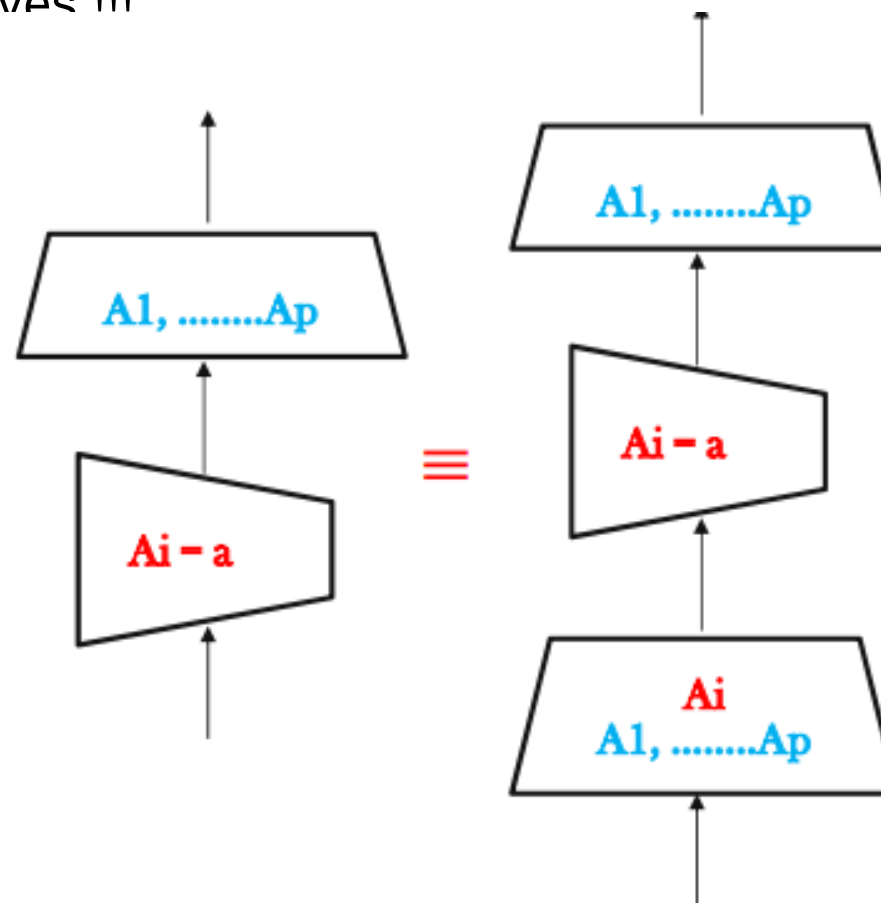 A1, ........Ap
Ai = a
≡
A1, ........Ap
Ai = a
Ai
A1, ........Ap